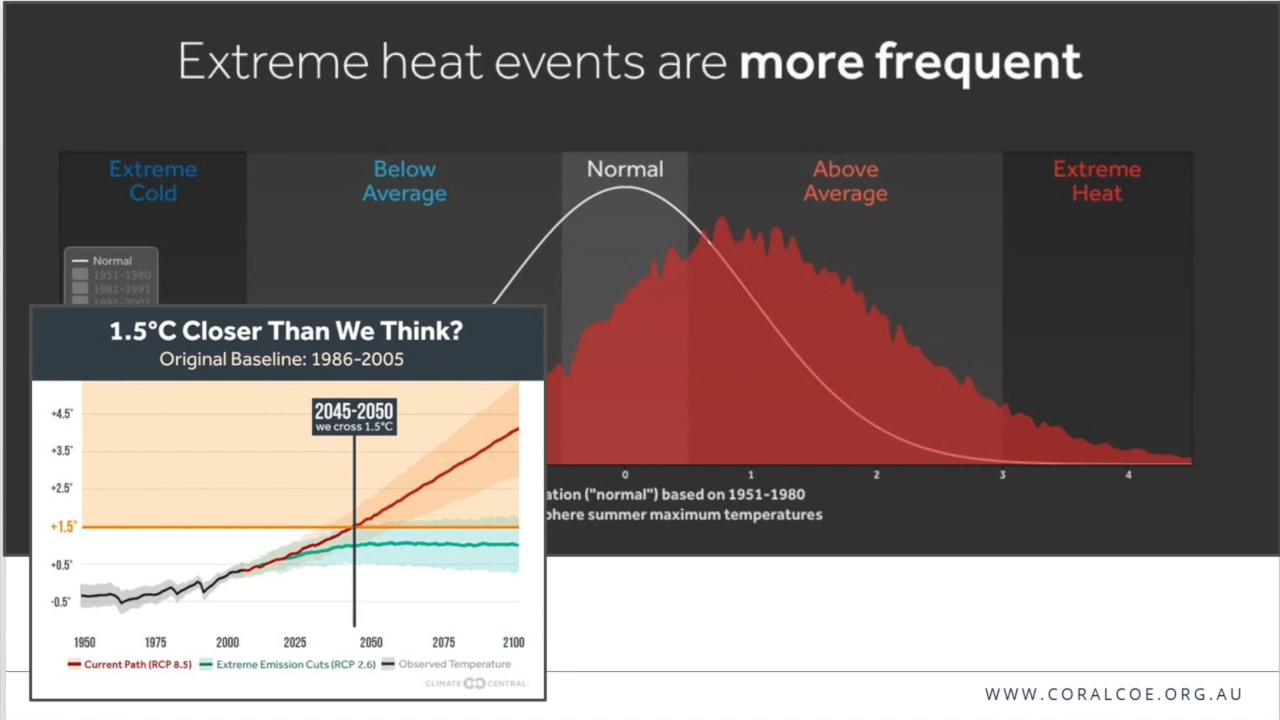 Extreme heat events are more frequent
Extreme
Cold
Below
Average
Normal
Above
Average
Extreme
Heat
Normal
1951-1980
1981-1991
1991-2001
0 1 2 3 4
ation ("normal") based on 1951-1980
phere summer maximum temperatures
1.5°C Closer Than We Think?
Original Baseline: 1986-2005
2045-2050
we cross 1.5°C
+4.5°
+3.5°
+2.5°
+1.5°
+0.5°
-0.5°
1950 1975 2000 2025 2050 2075 2100
Current Path (RCP 8.5) Extreme Emission Cuts (RCP 2.6) Observed Temperature
CLIMATE CENTRAL
WWW.CORALCOE.ORG.AU